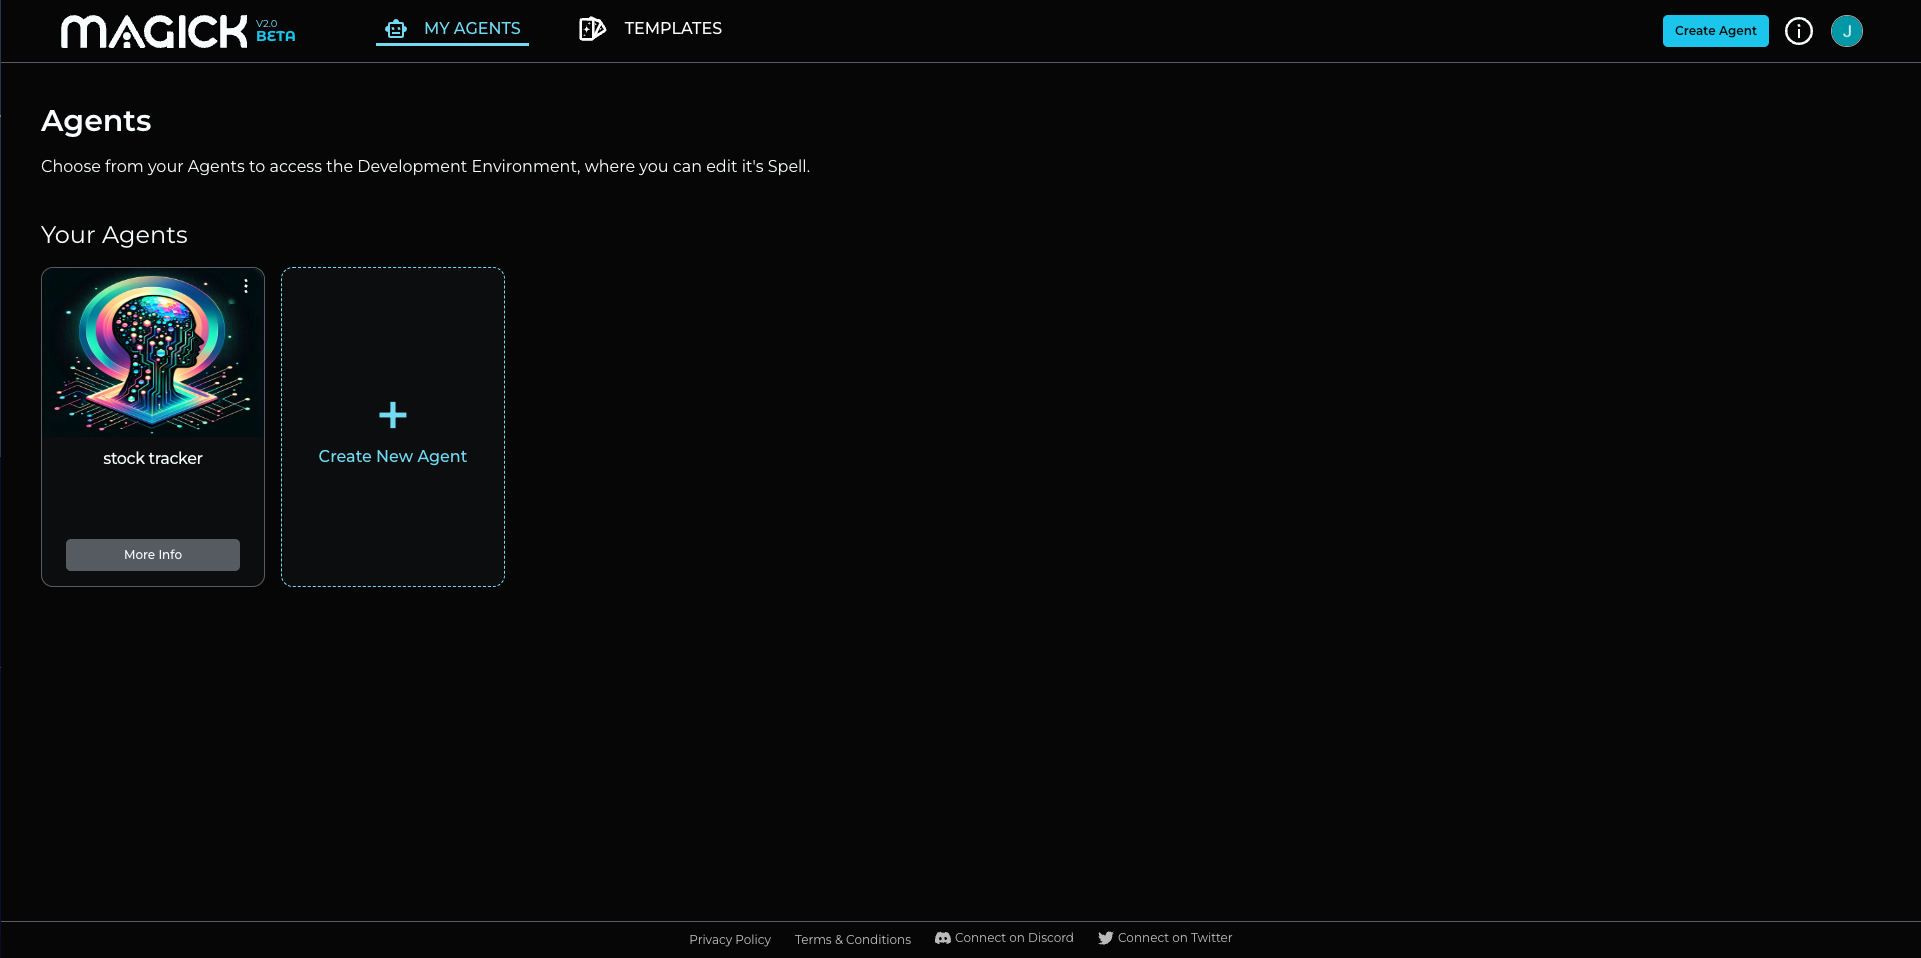 MAGICK V2.0 BETA
MY AGENTS
TEMPLATES
Create Agent
J
Agents
Choose from your Agents to access the Development Environment, where you can edit it's Spell.
Your Agents
stock tracker
More Info
Create New Agent
Privacy Policy
Terms & Conditions
Connect on Discord
Connect on Twitter